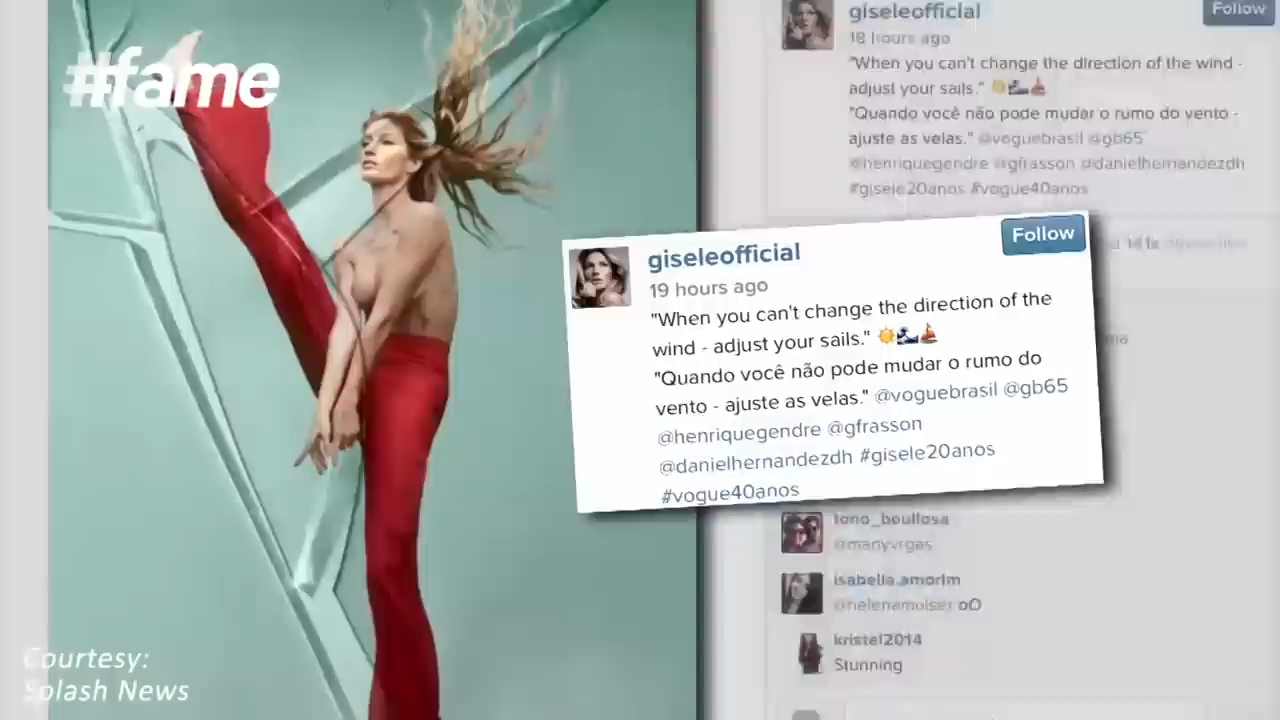 #fame
giseleofficial
Follow
18 hours ago
"When you can't change the direction of the wind -
adjust your sails." ☀️🌊⛵
"Quando você não pode mudar o rumo do vento -
ajuste as velas." @voguebrasil @gb65
@henriquegendre @gfrasson @danielhernandezdh
#gisele20anos #vogue40anos
giseleofficial
Follow
19 hours ago
"When you can't change the direction of the
wind - adjust your sails." ☀️🌊⛵
"Quando você não pode mudar o rumo do
vento - ajuste as velas." @voguebrasil @gb65
@henriquegendre @gfrasson
@danielhernandezdh #gisele20anos
#vogue40anos
isabella.amorim
kristel2014
Stunning
Courtesy:
Splash News